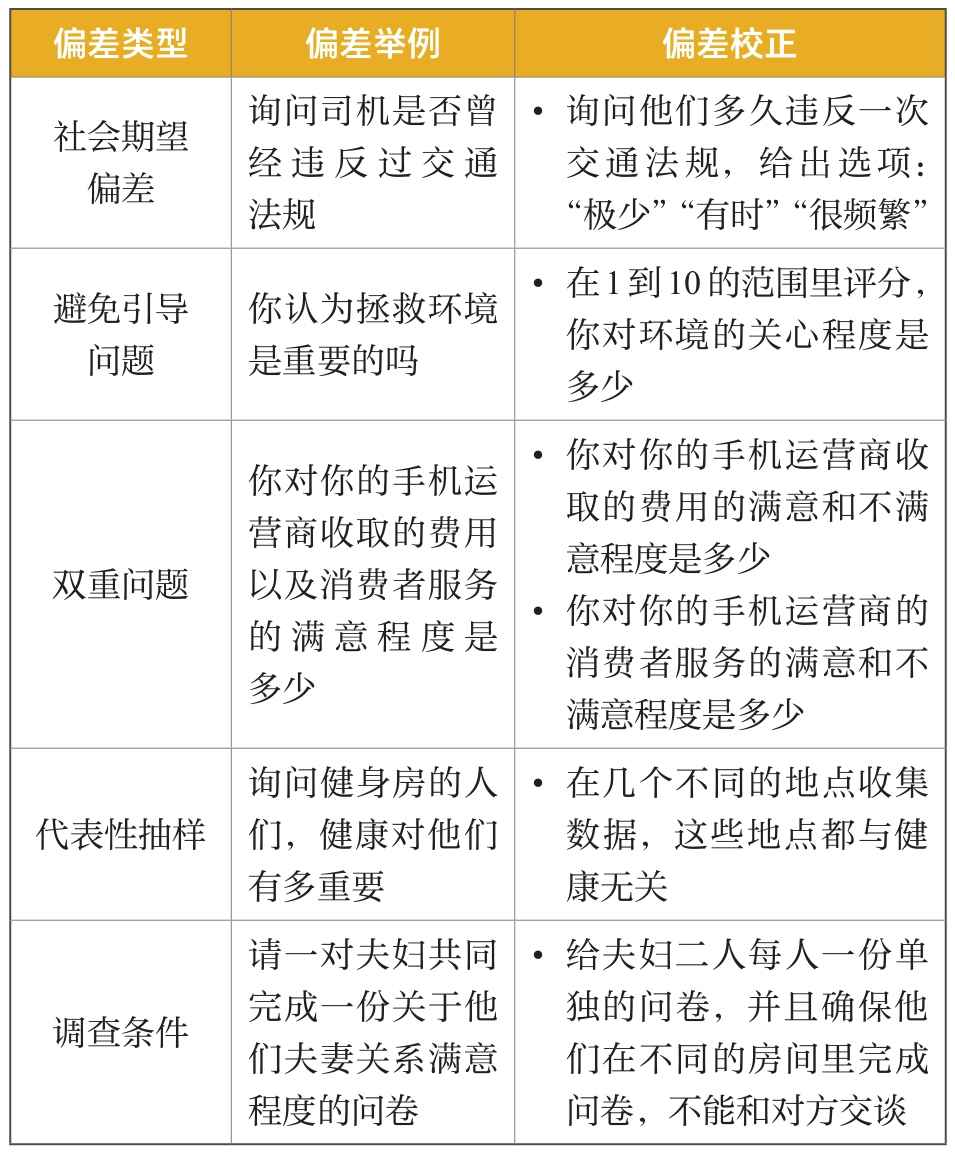 偏差类型
偏差举例
偏差校正
社会期望
偏差
询问司机是否曾
经违反过交通
法规
• 询问他们多久违反一次
交通法规，给出选项：
“极少”“有时”“很频繁”
避免引导
问题
你认为拯救环境
是重要的吗
• 在1到10的范围里评分，
你对环境的关心程度是
多少
双重问题
你对你的手机运
营商收取的费用
以及消费者服务
的满意程度是
多少
• 你对你的手机运营商收
取的费用的满意和不满
意程度是多少
• 你对你的手机运营商的
消费者服务的满意和不
满意程度是多少
代表性抽样
询问健身房的人
们，健康对他们
有多重要
• 在几个不同的地点收集
数据，这些地点都与健
康无关
调查条件
请一对夫妇共同
完成一份关于他
们夫妻关系满意
程度的问卷
• 给夫妇二人每人一份单
独的问卷，并且确保他
们在不同的房间里完成
问卷，不能和对方交谈